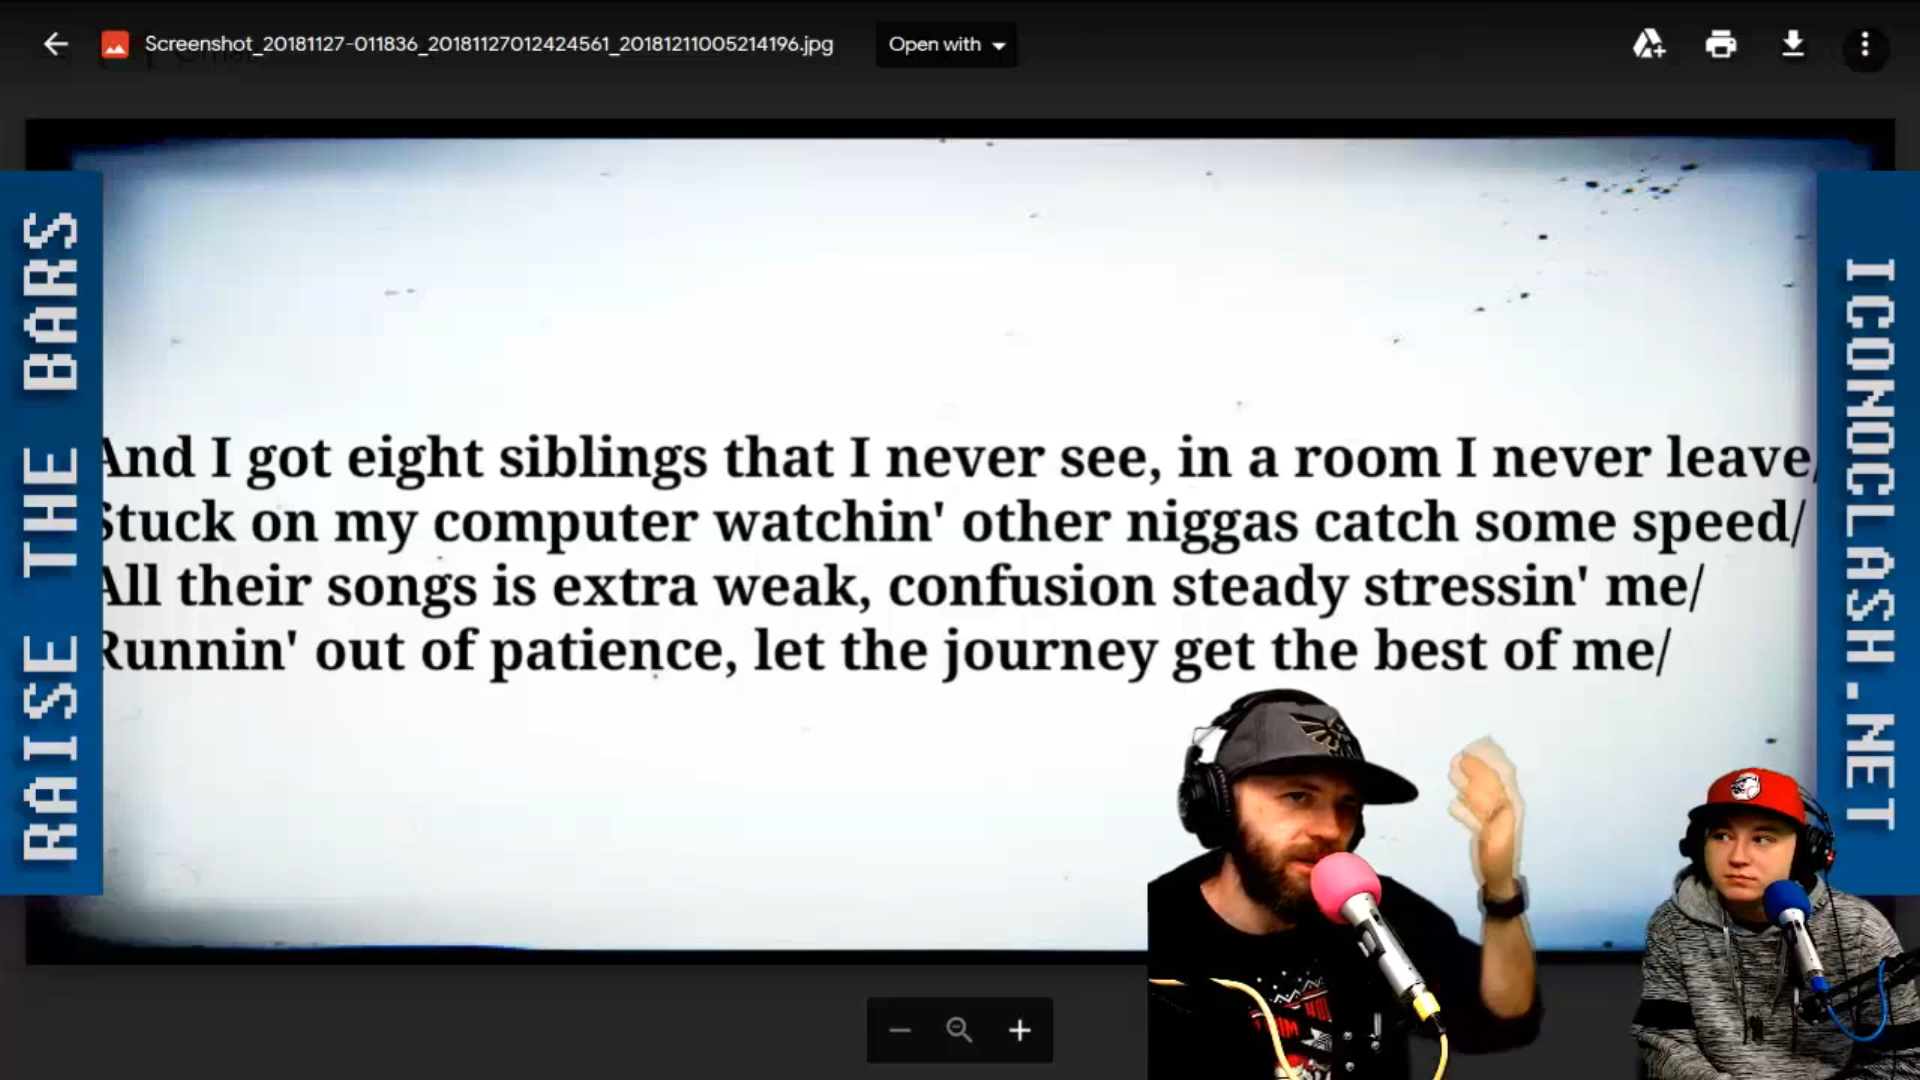 Screenshot_20181127-011836_20181127012424561_20181211005214196.jpg
Open with
RAISE THE BARS
ICONOCLASH.NET
And I got eight siblings that I never see, in a room I never leave/
Stuck on my computer watchin' other niggas catch some speed/
All their songs is extra weak, confusion steady stressin' me/
Runnin' out of patience, let the journey get the best of me/